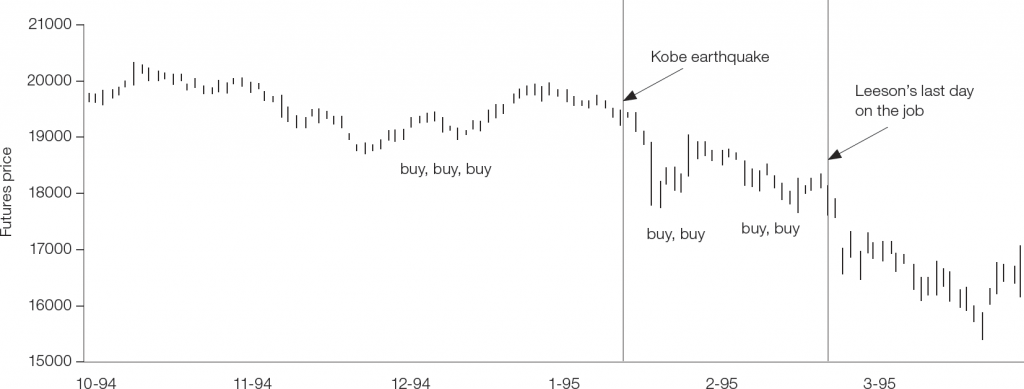 21000
20000
19000
18000
17000
16000
15000
Futures price
Kobe earthquake
Leeson's last day
on the job
buy, buy, buy
buy, buy
buy, buy
10-94
11-94
12-94
1-95
2-95
3-95